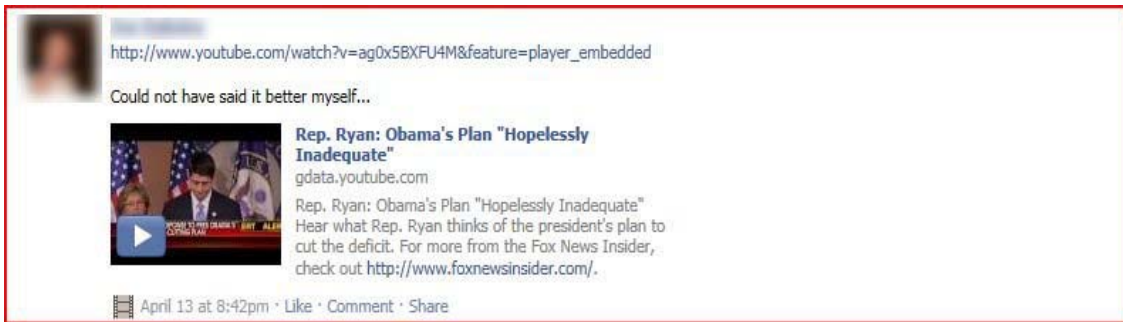 http://www.youtube.com/watch?v=ag0x5BXFU4M&feature=player_embedded
Could not have said it better myself...
Rep. Ryan: Obama's Plan "Hopelessly
Inadequate"
gdata.youtube.com
Rep. Ryan: Obama's Plan "Hopelessly Inadequate"
Hear what Rep. Ryan thinks of the president's plan to
cut the deficit. For more from the Fox News Insider,
check out http://www.foxnewsinsider.com/.
April 13 at 8:42pm · Like · Comment · Share